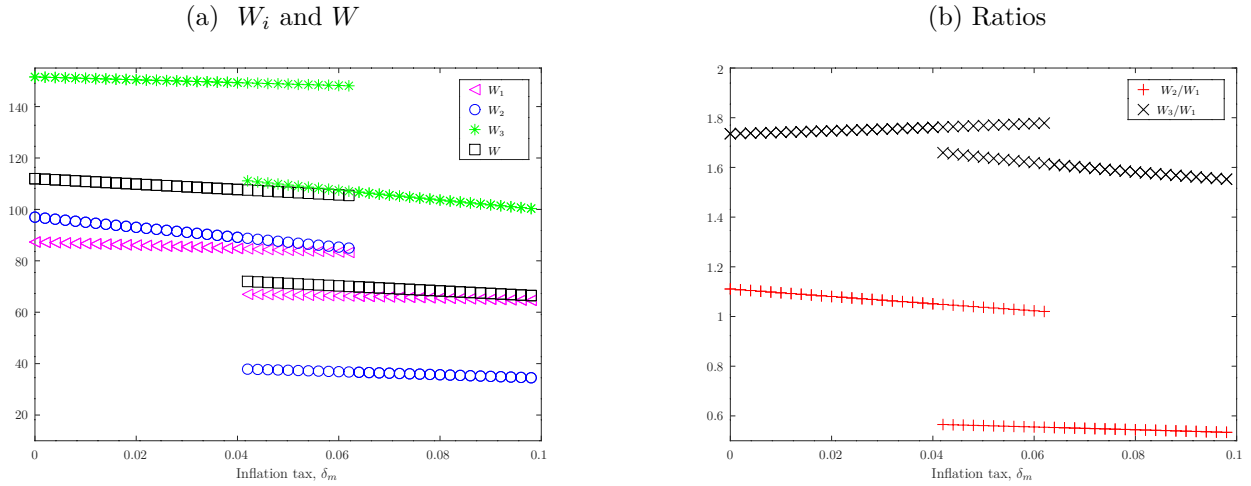 (a) W_i and W
140
120
100
80
60
40
20
0
0.02
0.04
0.06
0.08
0.1
Inflation tax, δ_m
W_1
W_2
W_3
W
(b) Ratios
2
1.8
1.6
1.4
1.2
1
0.8
0.6
0
0.02
0.04
0.06
0.08
0.1
Inflation tax, δ_m
W_2/W_1
W_3/W_1